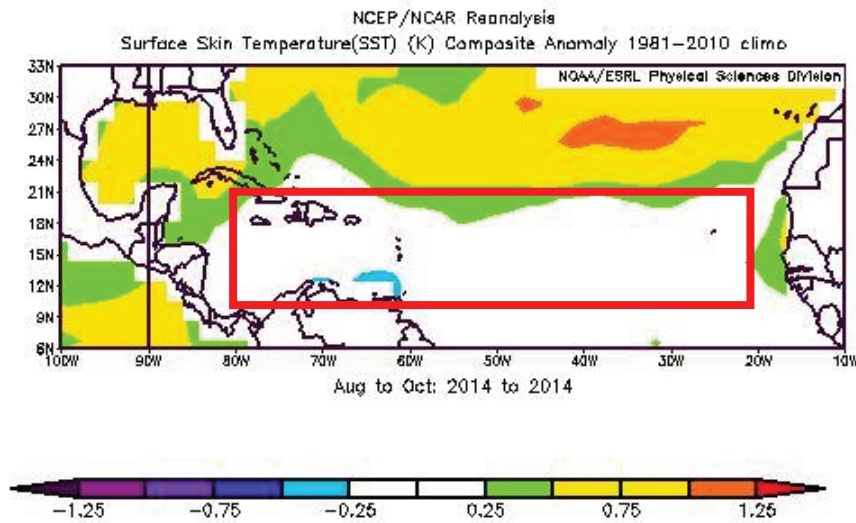 NCEP/NCAR Reanalysis
Surface Skin Temperature(SST) (K) Composite Anomaly 1981-2010 climo
NOAA/ESRL Physical Sciences Division
33N
30N
27N
24N
21N
18N
15N
12N
9N
6N
100W 90W 80W 70W 60W 50W 40W 30W 20W 10W
Aug to Oct: 2014 to 2014
-1.25 -0.75 -0.25 0.25 0.75 1.25